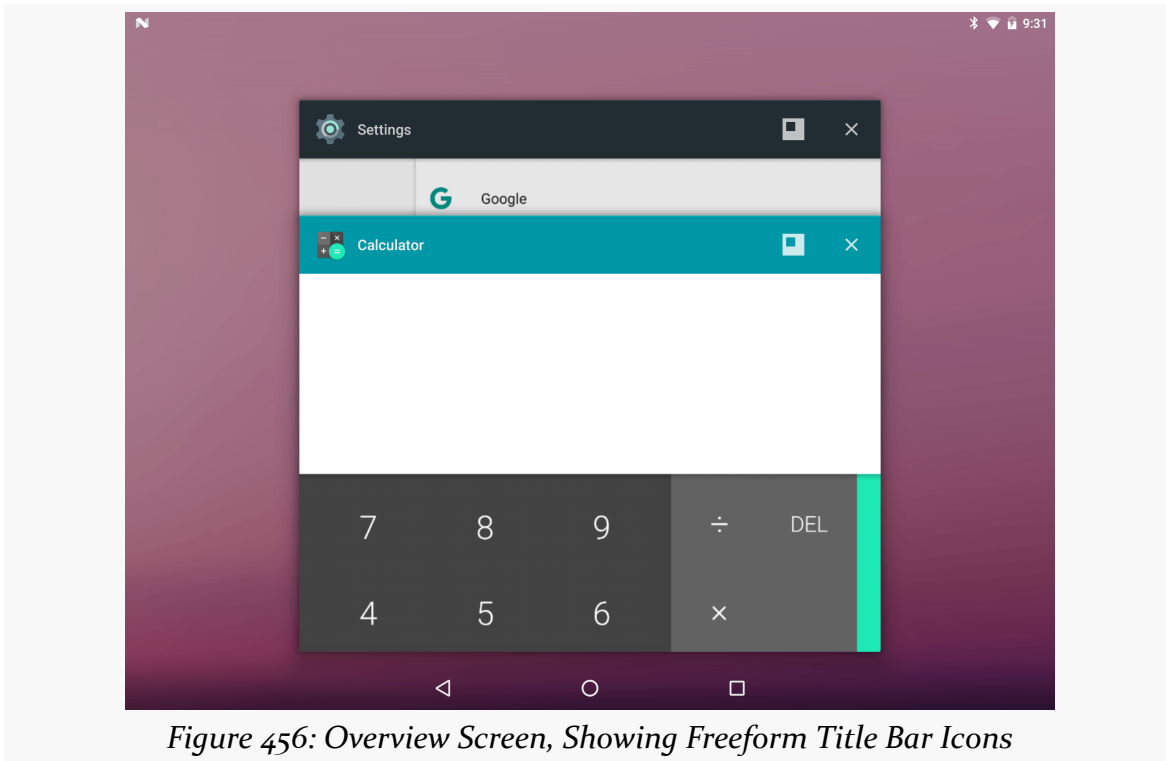 N 9:31
Settings
G Google
Calculator
− ×
+ =
7 8 9 ÷ DEL
4 5 6 ×
Figure 456: Overview Screen, Showing Freeform Title Bar Icons